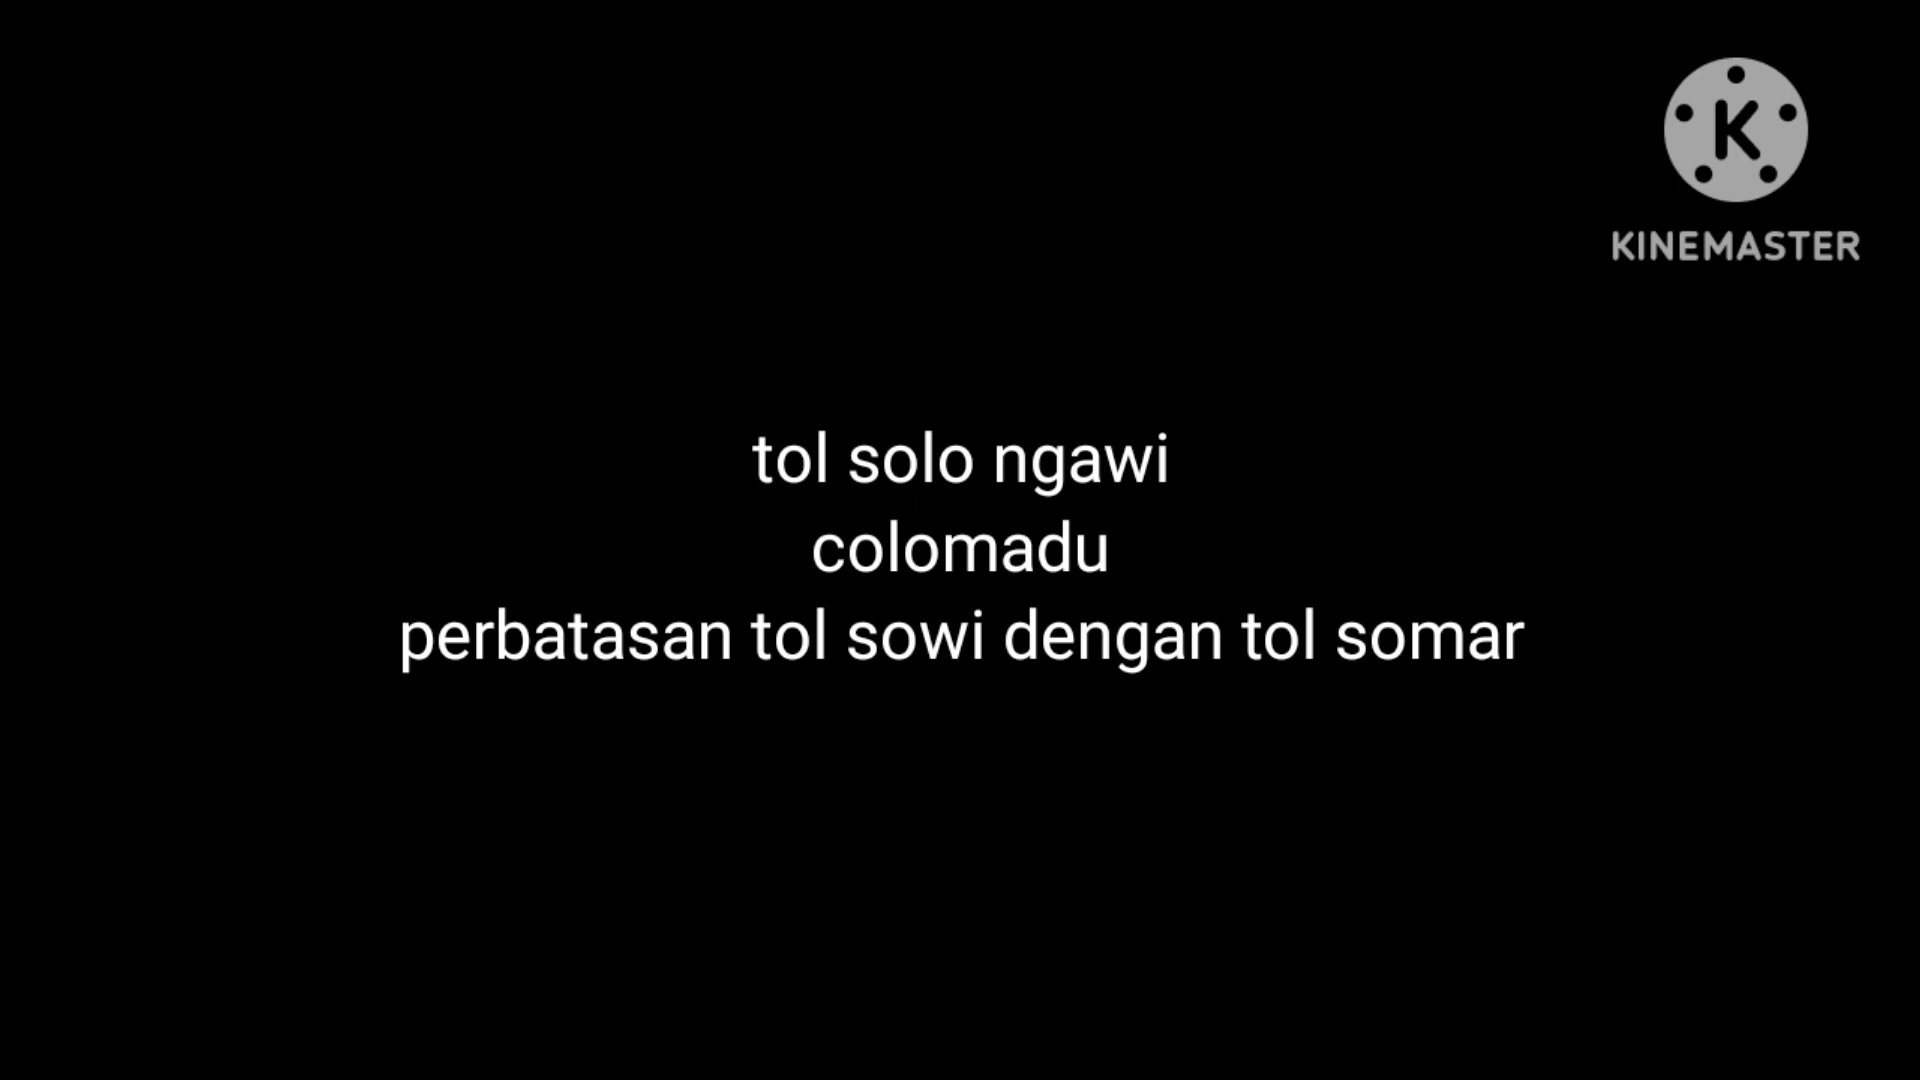 KINEMASTER
tol solo ngawi
colomadu
perbatasan tol sowi dengan tol somar